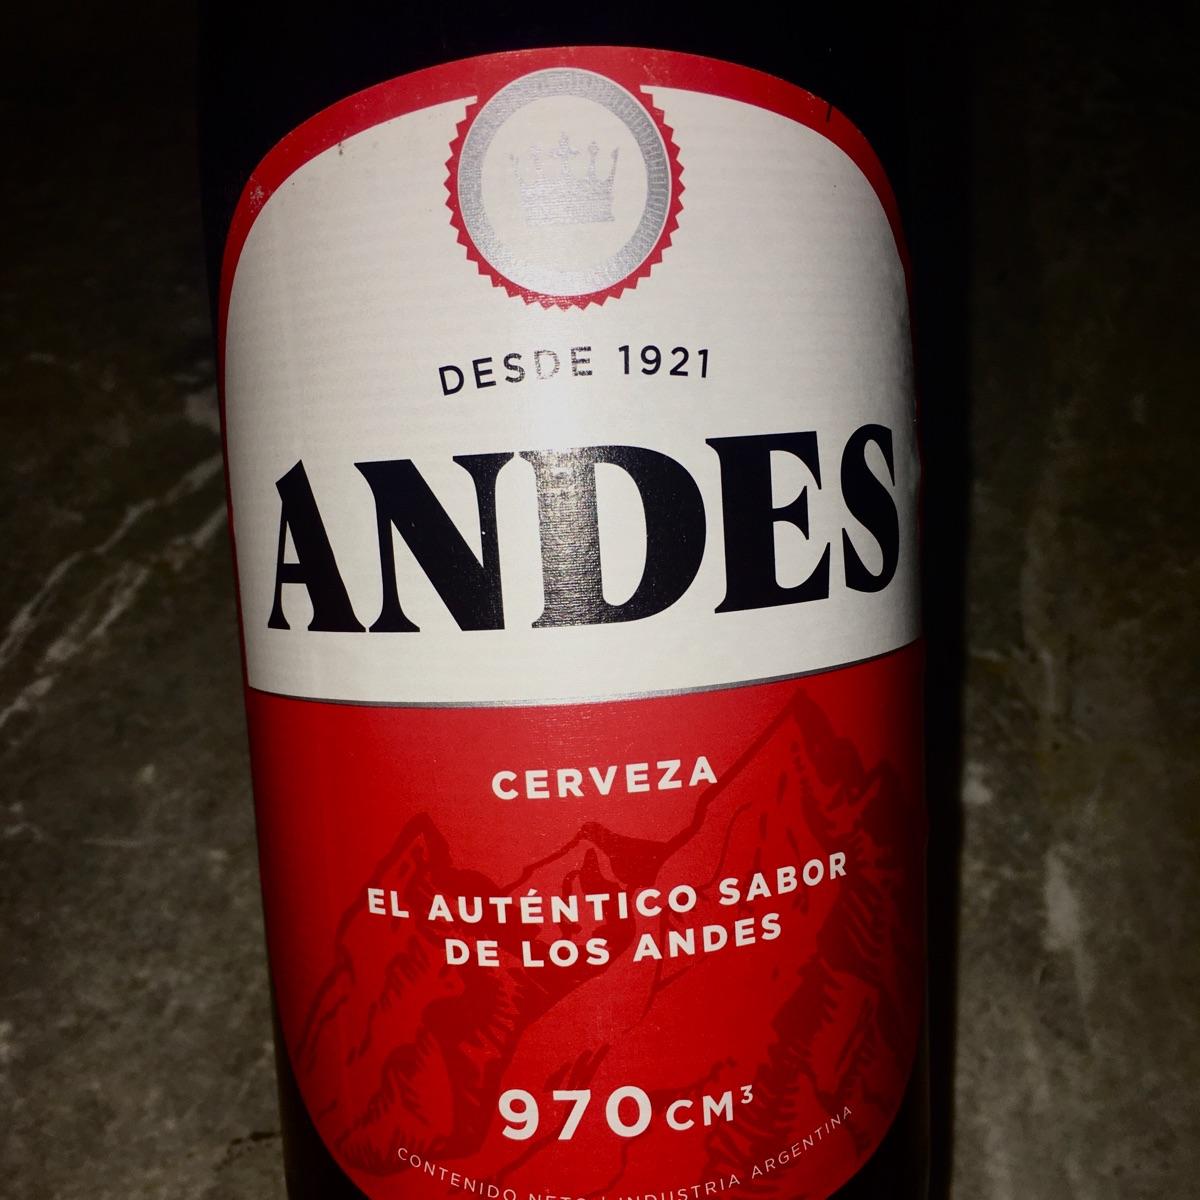 DESDE 1921
ANDES
CERVEZA
EL AUTÉNTICO SABOR
DE LOS ANDES
970 CM³
CONTENIDO NETO | INDUSTRIA ARGENTINA